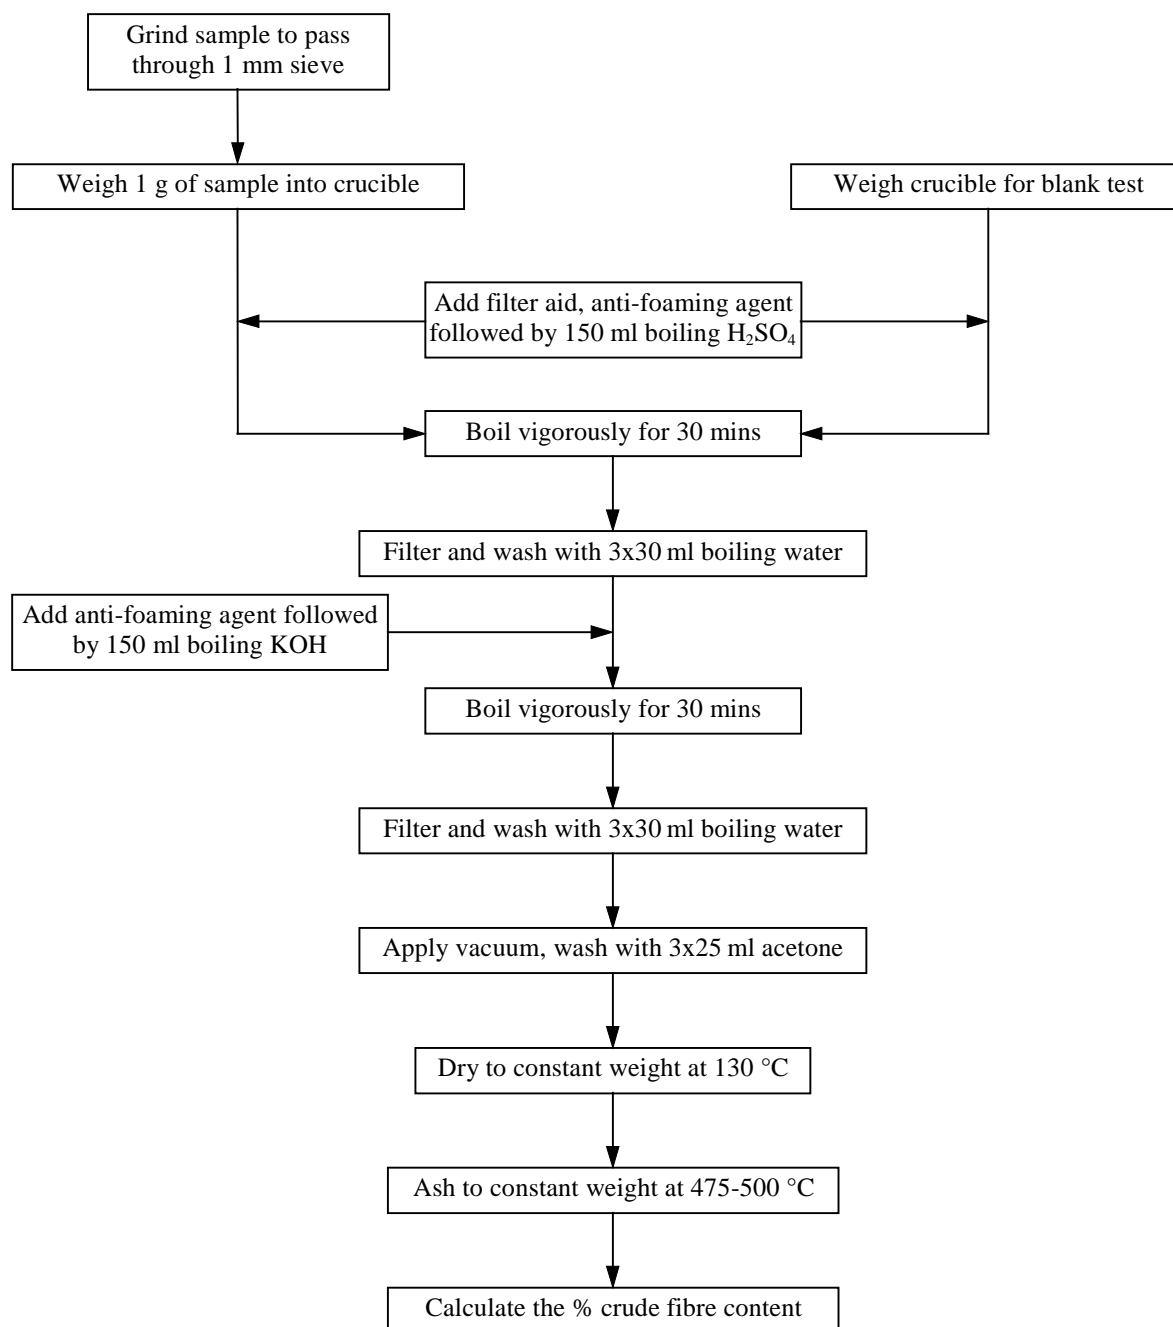 Grind sample to pass
through 1 mm sieve
Weigh 1 g of sample into crucible
Weigh crucible for blank test
Add filter aid, anti-foaming agent
followed by 150 ml boiling H₂SO₄
Boil vigorously for 30 mins
Filter and wash with 3x30 ml boiling water
Add anti-foaming agent followed
by 150 ml boiling KOH
Boil vigorously for 30 mins
Filter and wash with 3x30 ml boiling water
Apply vacuum, wash with 3x25 ml acetone
Dry to constant weight at 130 °C
Ash to constant weight at 475-500 °C
Calculate the % crude fibre content